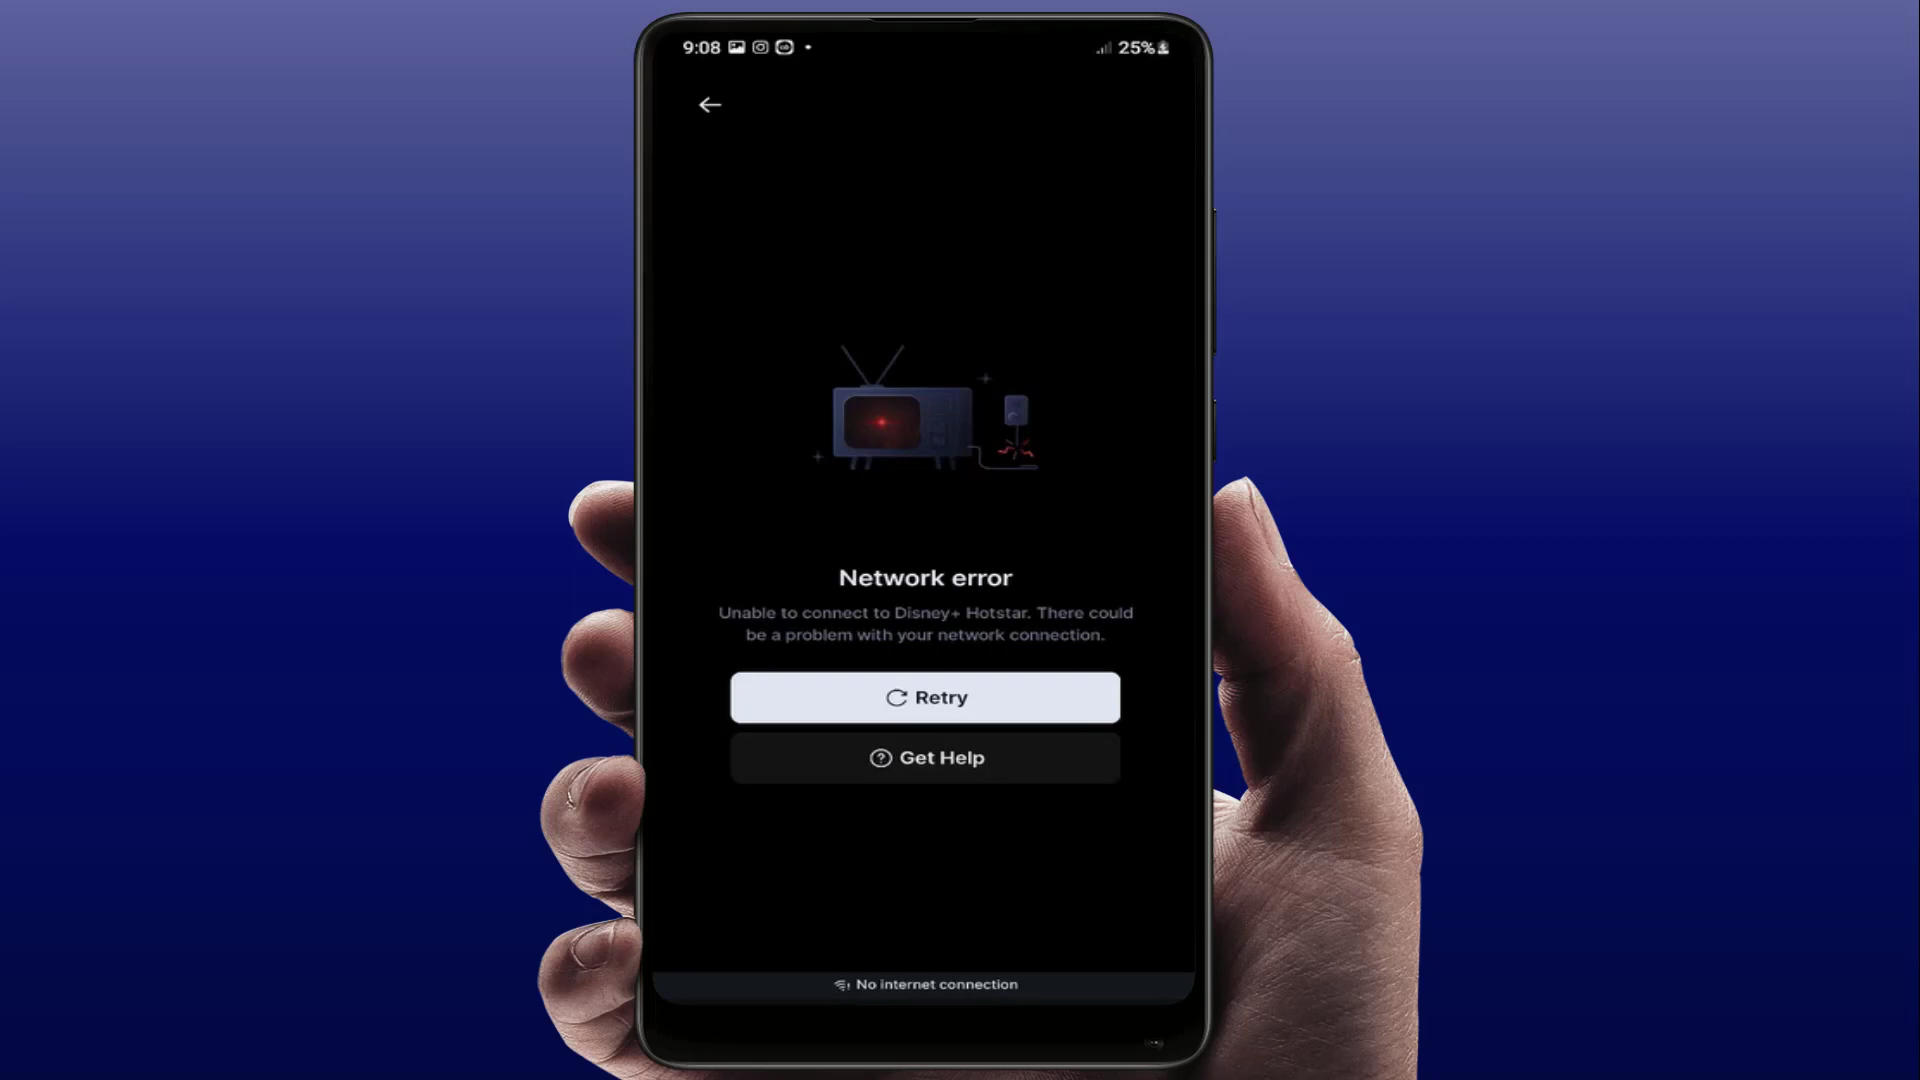 9:08
25%
Network error
Unable to connect to Disney+ Hotstar. There could
be a problem with your network connection.
Retry
Get Help
No internet connection